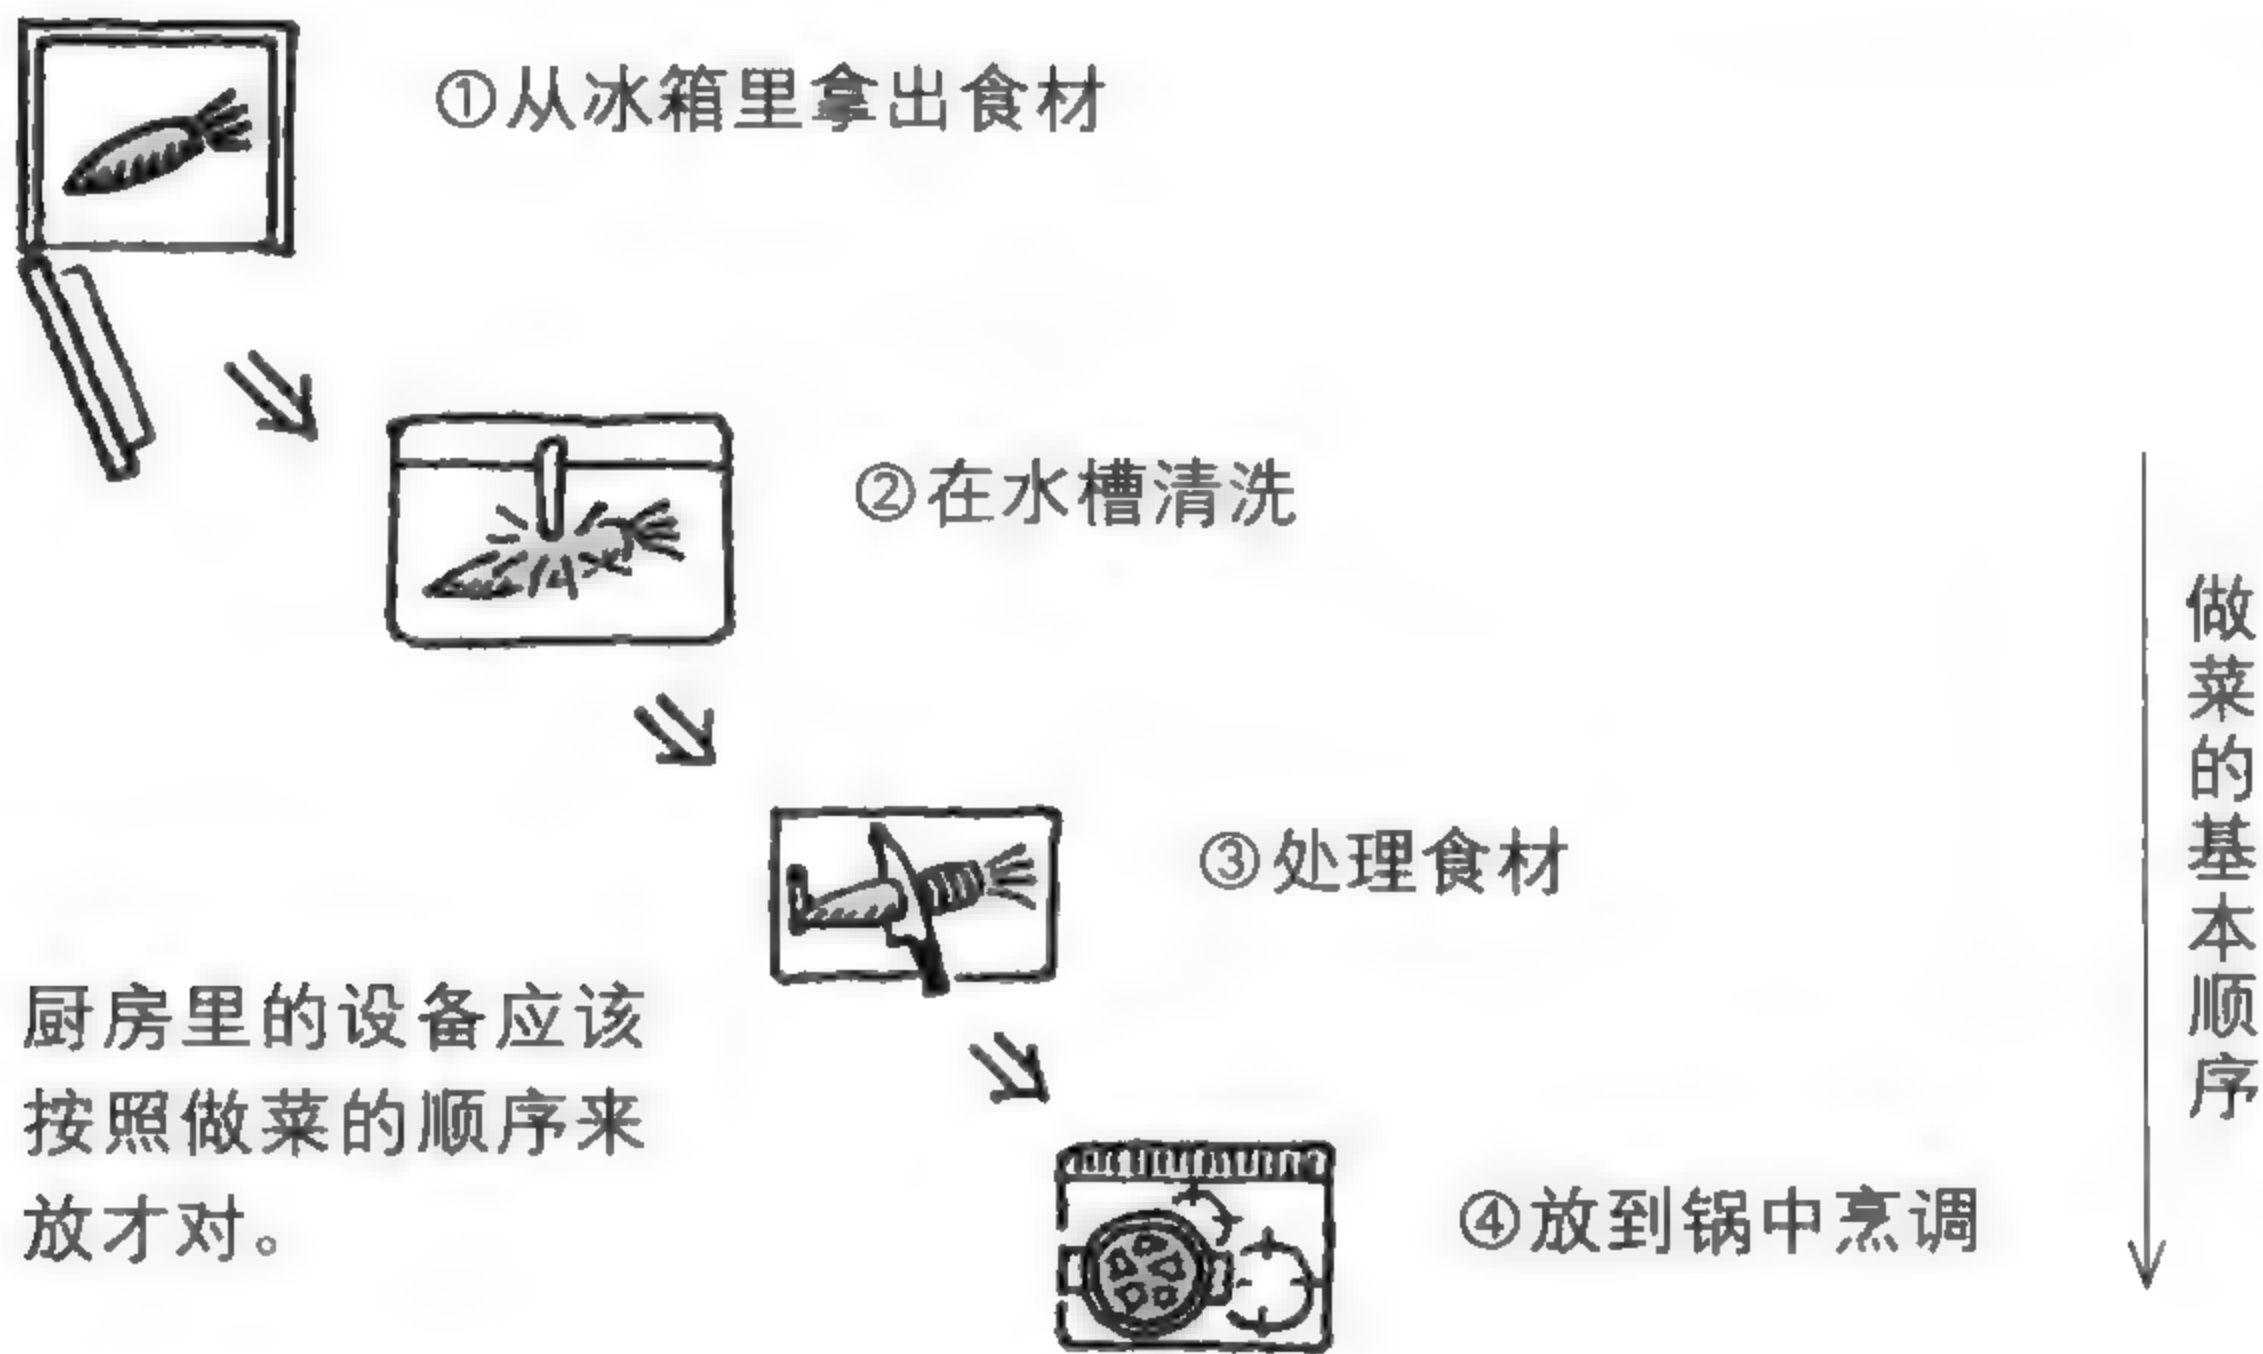 ①从冰箱里拿出食材
②在水槽清洗
③处理食材
④放到锅中烹调
厨房里的设备应该
按照做菜的顺序来
放才对。
做菜的基本顺序